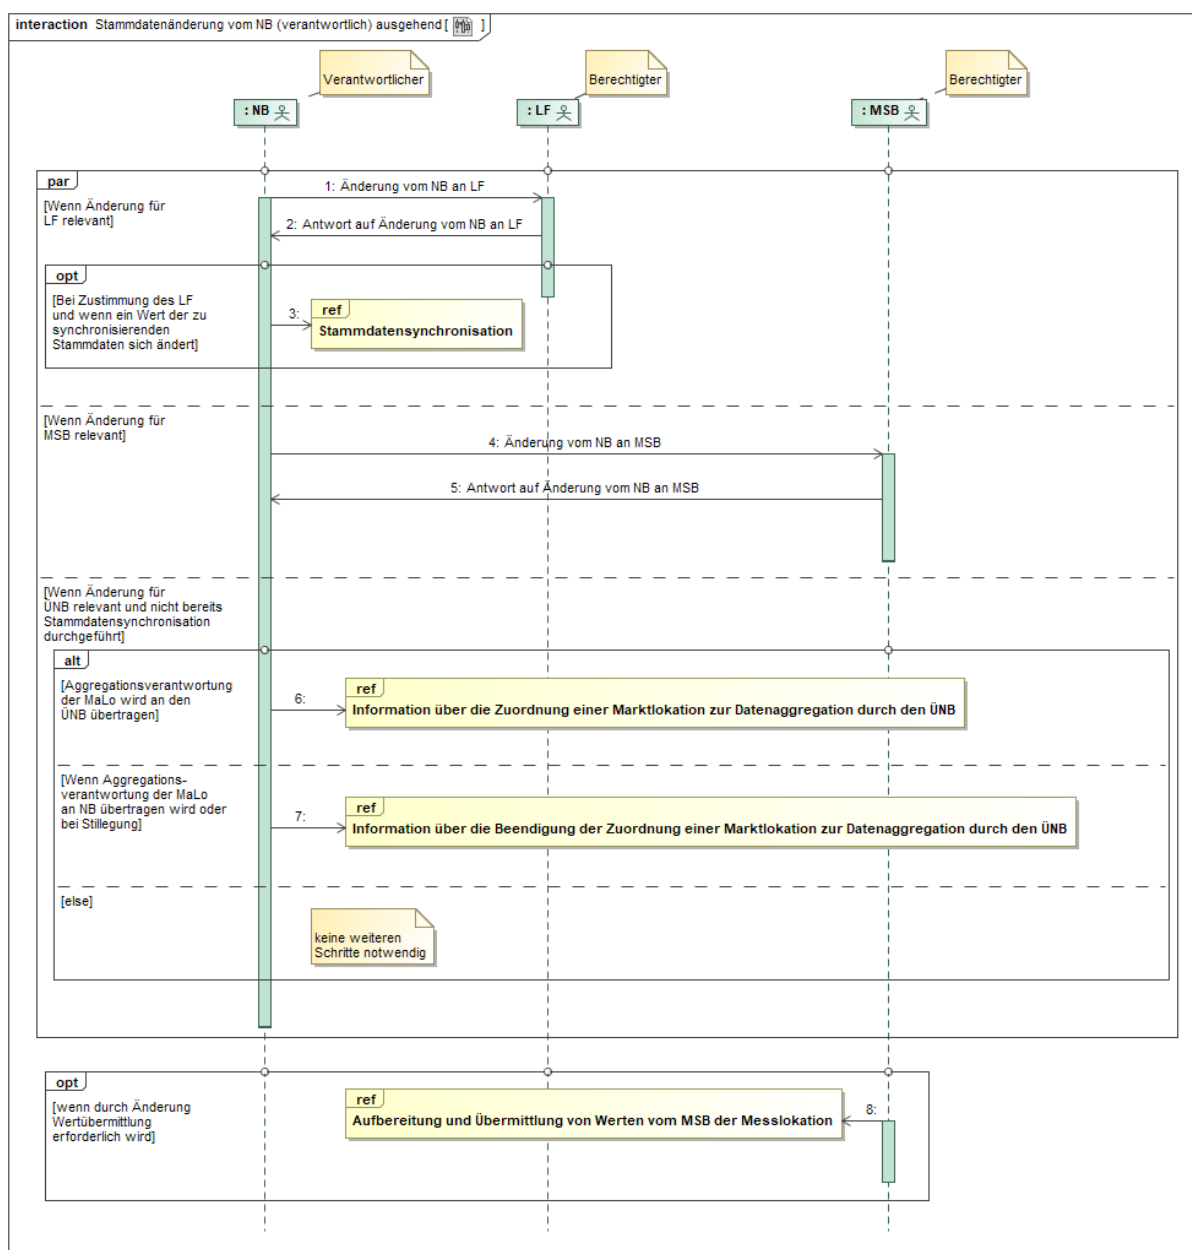 interaction Stammdatenänderung vom NB (verantwortlich) ausgehend [ ]
Verantwortlicher
Berechtigter
Berechtigter
: NB
: LF
: MSB
par
[Wenn Änderung für
LF relevant]
1: Änderung vom NB an LF
2: Antwort auf Änderung vom NB an LF
opt
[Bei Zustimmung des LF
und wenn ein Wert der zu
synchronisierenden
Stammdaten sich ändert]
3:
ref
Stammdatensynchronisation
[Wenn Änderung für
MSB relevant]
4: Änderung vom NB an MSB
5: Antwort auf Änderung vom NB an MSB
[Wenn Änderung für
ÜNB relevant und nicht bereits
Stammdatensynchronisation
durchgeführt]
alt
[Aggregationsverantwortung
der MaLo wird an den
ÜNB übertragen]
6:
ref
Information über die Zuordnung einer Marktlokation zur Datenaggregation durch den ÜNB
[Wenn Aggregations-
verantwortung der MaLo
an NB übertragen wird oder
bei Stillegung]
7:
ref
Information über die Beendigung der Zuordnung einer Marktlokation zur Datenaggregation durch den ÜNB
[else]
keine weiteren
Schritte notwendig
opt
[wenn durch Änderung
Wertübermittlung
erforderlich wird]
ref
Aufbereitung und Übermittlung von Werten vom MSB der Messlokation
8: